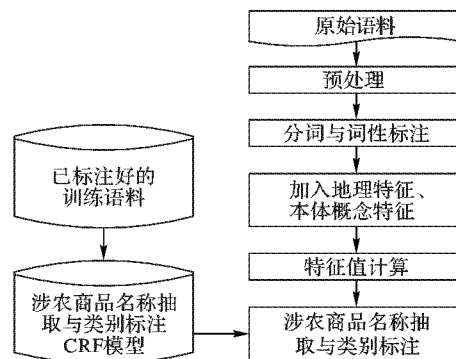 原始语料
预处理
分词与词性标注
加入地理特征、
本体概念特征
特征值计算
涉农商品名称抽
取与类别标注
已标注好的
训练语料
涉农商品名称抽
取与类别标注
CRF模型